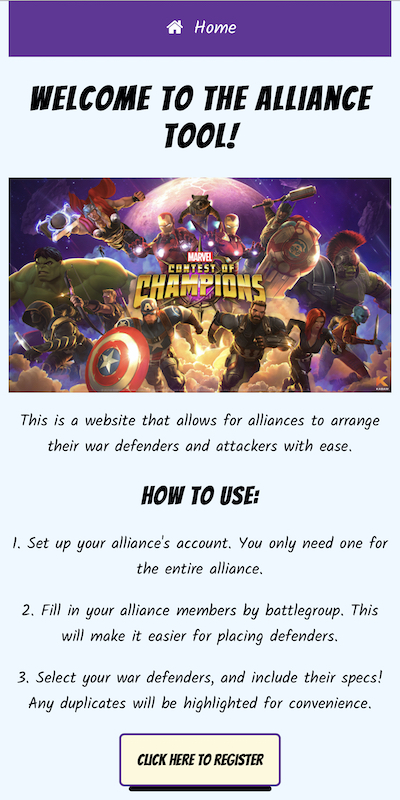 Home
WELCOME TO THE ALLIANCE
TOOL!
MARVEL
CONTEST OF
CHAMPIONS
KABAM
This is a website that allows for alliances to arrange
their war defenders and attackers with ease.
HOW TO USE:
1. Set up your alliance's account. You only need one for
the entire alliance.
2. Fill in your alliance members by battlegroup. This
will make it easier for placing defenders.
3. Select your war defenders, and include their specs!
Any duplicates will be highlighted for convenience.
CLICK HERE TO REGISTER